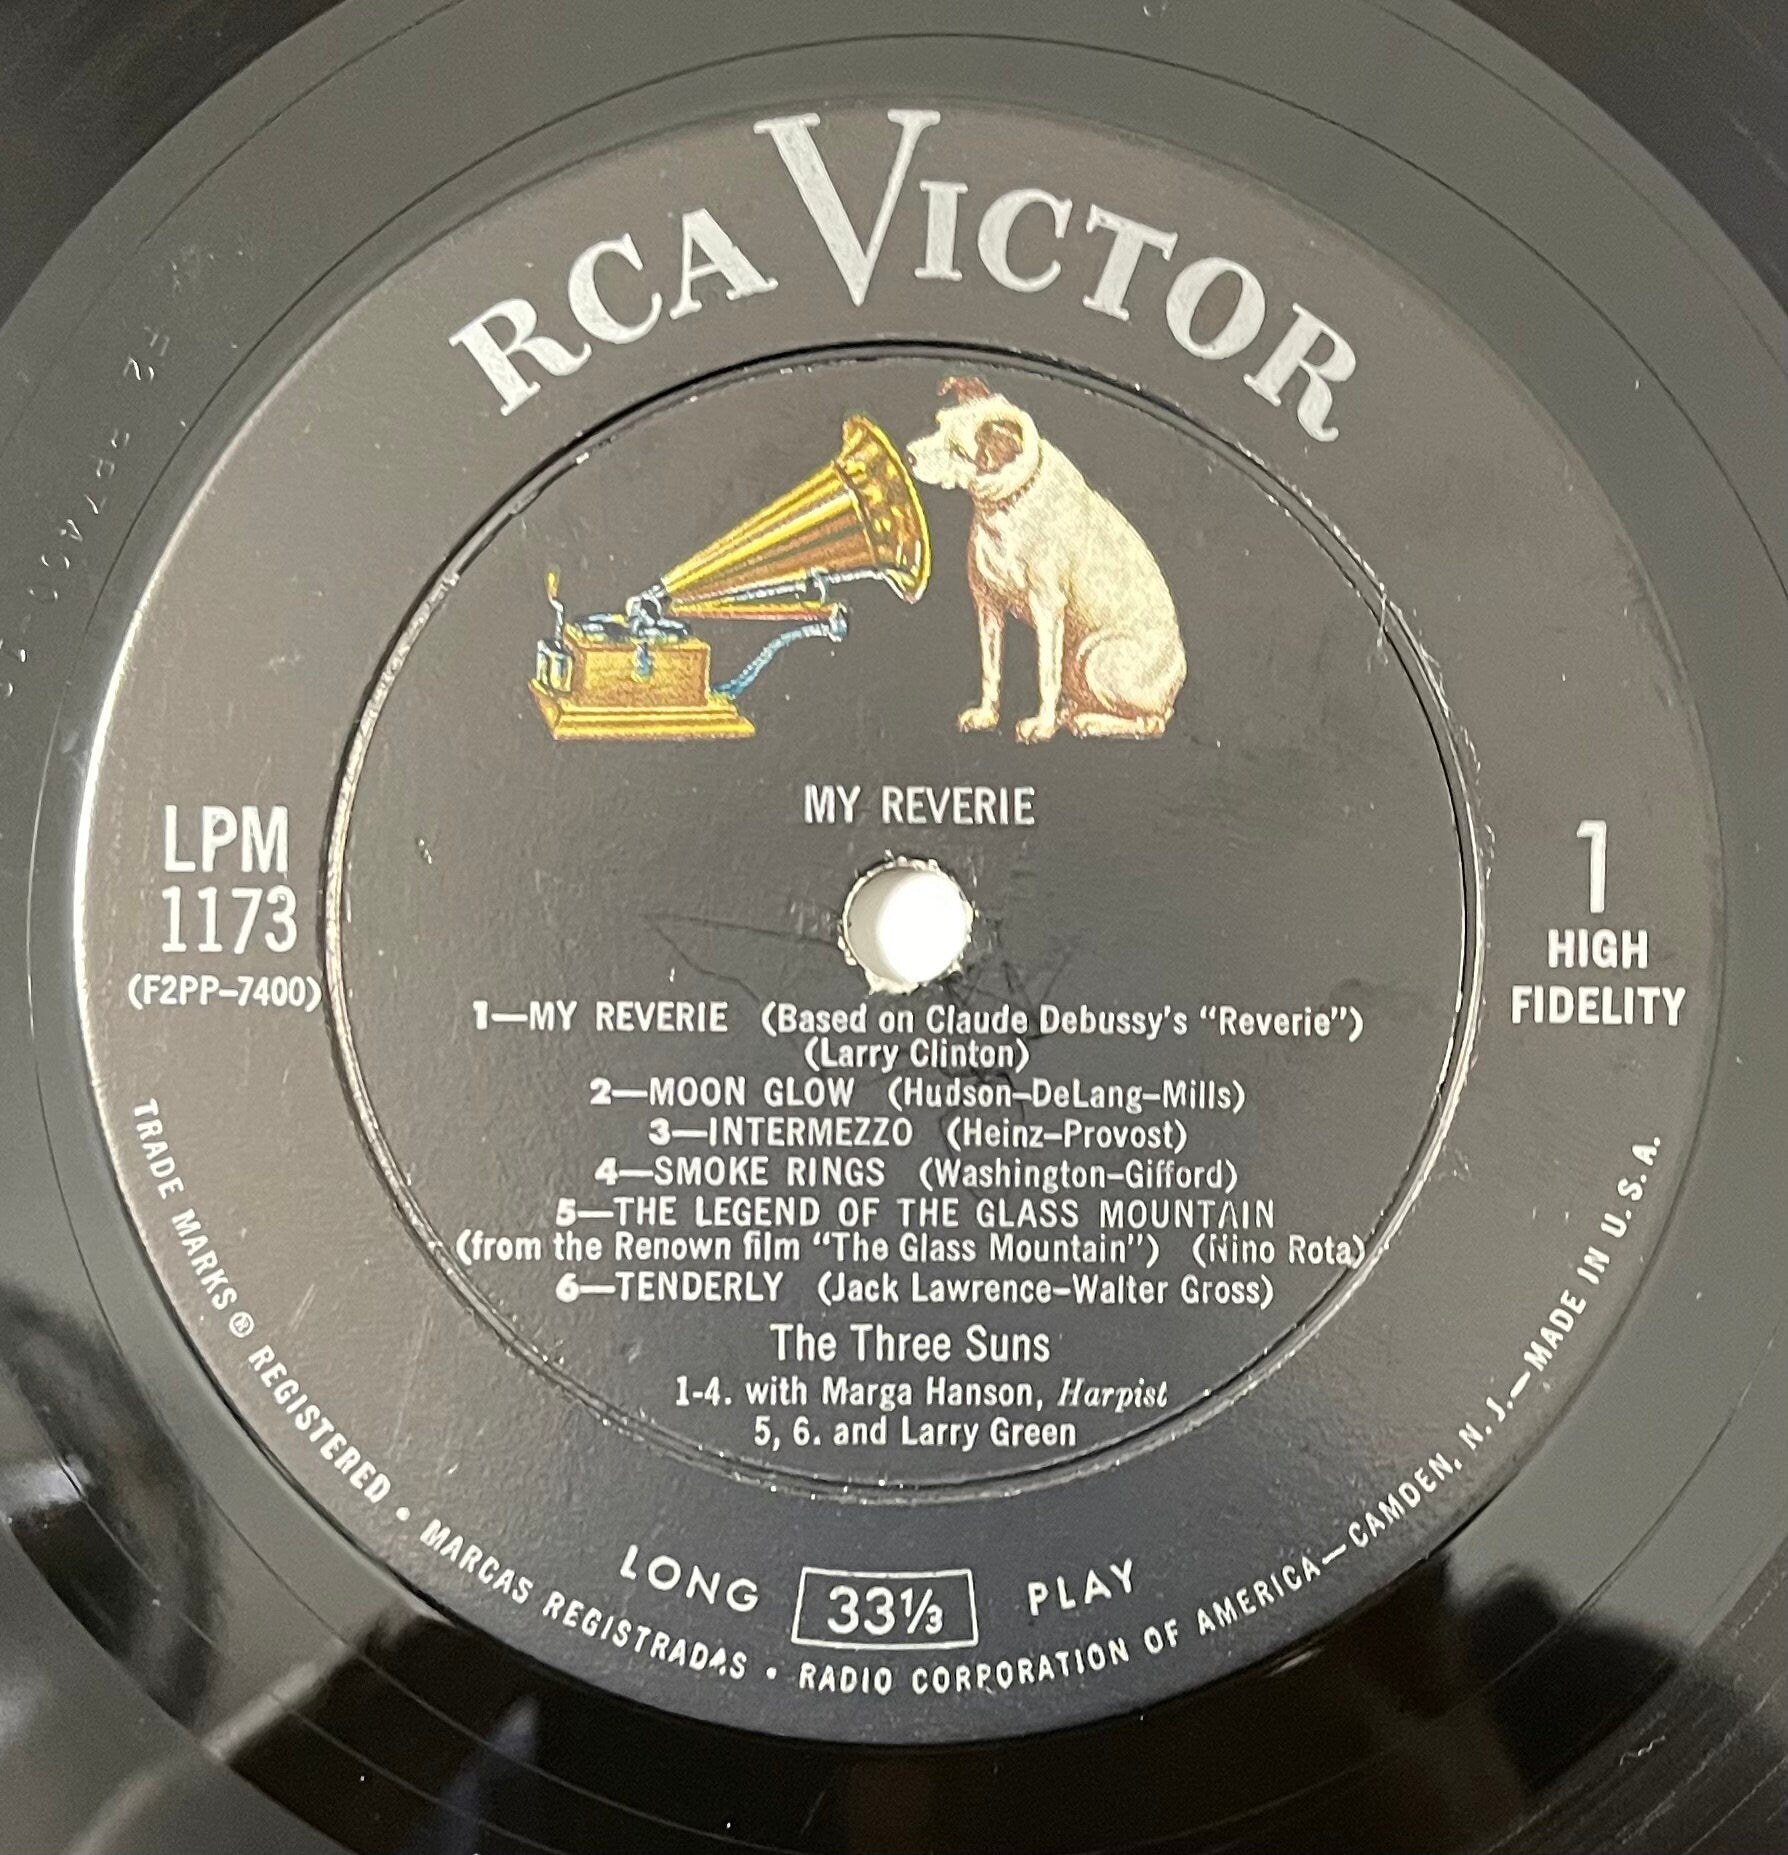 RCA VICTOR
MY REVERIE
LPM
1173
(F2PP-7400)
1
HIGH
FIDELITY
1—MY REVERIE (Based on Claude Debussy's "Reverie")
(Larry Clinton)
2—MOON GLOW (Hudson-DeLang-Mills)
3—INTERMEZZO (Heinz-Provost)
4—SMOKE RINGS (Washington-Gifford)
5—THE LEGEND OF THE GLASS MOUNTAIN
(from the Renown film "The Glass Mountain") (Nino Rota)
6—TENDERLY (Jack Lawrence-Walter Gross)
The Three Suns
1-4. with Marga Hanson, Harpist
5, 6. and Larry Green
LONG 33⅓ PLAY
TRADE MARKS ® REGISTERED • MARCAS REGISTRADAS • RADIO CORPORATION OF AMERICA—CAMDEN, N. J.—MADE IN U.S.A.